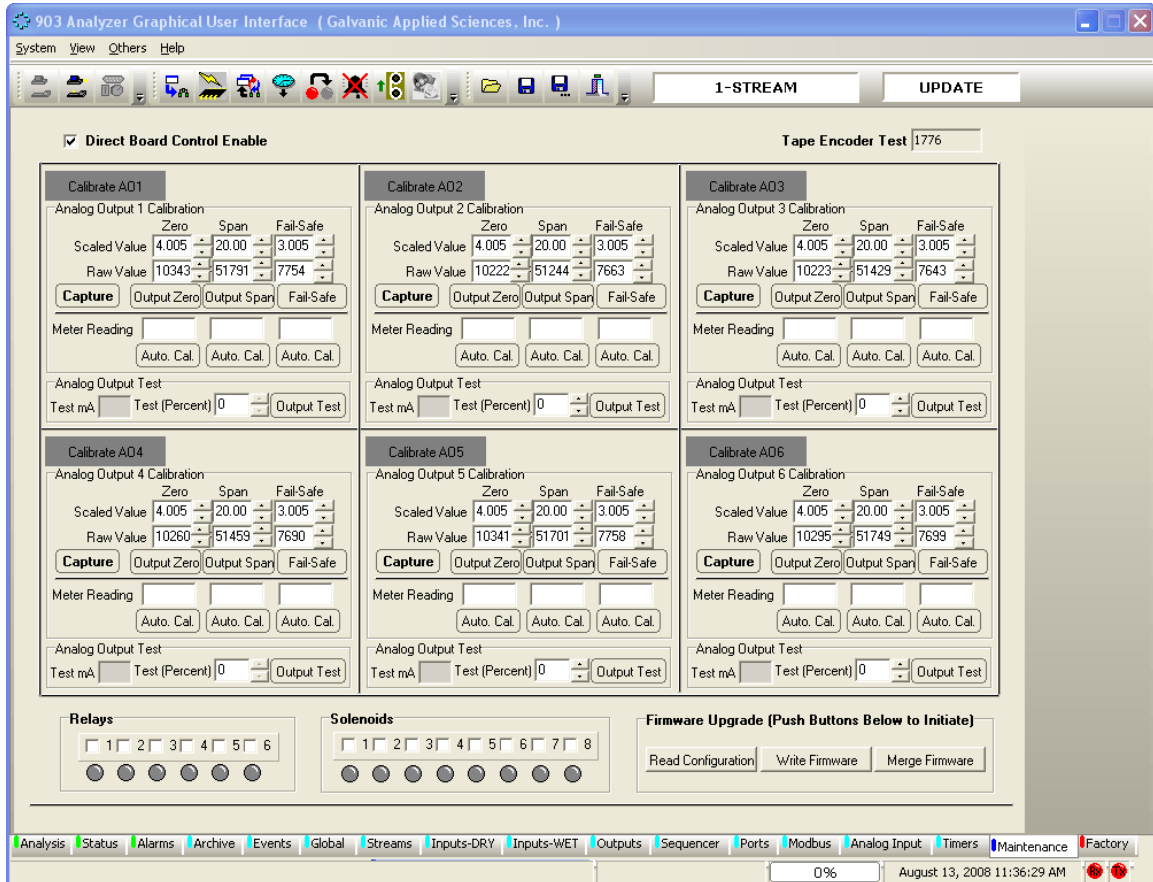 903 Analyzer Graphical User Interface ( Galvanic Applied Sciences, Inc. )
System View Others Help
1-STREAM UPDATE
Direct Board Control Enable Tape Encoder Test 1776
Calibrate AO1 Calibrate AO2 Calibrate AO3
Analog Output 1 Calibration Analog Output 2 Calibration Analog Output 3 Calibration
Zero Span Fail-Safe Zero Span Fail-Safe Zero Span Fail-Safe
Scaled Value 4.005 20.00 3.005 Scaled Value 4.005 20.00 3.005 Scaled Value 4.005 20.00 3.005
Raw Value 10343 51791 7754 Raw Value 10222 51244 7663 Raw Value 10223 51429 7643
Capture Output Zero Output Span Fail-Safe Capture Output Zero Output Span Fail-Safe Capture Output Zero Output Span Fail-Safe
Meter Reading Meter Reading Meter Reading
Auto. Cal. Auto. Cal. Auto. Cal. Auto. Cal. Auto. Cal. Auto. Cal. Auto. Cal. Auto. Cal. Auto. Cal.
Analog Output Test Analog Output Test Analog Output Test
Test mA Test (Percent) 0 Output Test Test mA Test (Percent) 0 Output Test Test mA Test (Percent) 0 Output Test
Calibrate AO4 Calibrate AO5 Calibrate AO6
Analog Output 4 Calibration Analog Output 5 Calibration Analog Output 6 Calibration
Zero Span Fail-Safe Zero Span Fail-Safe Zero Span Fail-Safe
Scaled Value 4.005 20.00 3.005 Scaled Value 4.005 20.00 3.005 Scaled Value 4.005 20.00 3.005
Raw Value 10260 51459 7690 Raw Value 10341 51701 7758 Raw Value 10295 51749 7699
Capture Output Zero Output Span Fail-Safe Capture Output Zero Output Span Fail-Safe Capture Output Zero Output Span Fail-Safe
Meter Reading Meter Reading Meter Reading
Auto. Cal. Auto. Cal. Auto. Cal. Auto. Cal. Auto. Cal. Auto. Cal. Auto. Cal. Auto. Cal. Auto. Cal.
Analog Output Test Analog Output Test Analog Output Test
Test mA Test (Percent) 0 Output Test Test mA Test (Percent) 0 Output Test Test mA Test (Percent) 0 Output Test
Relays Solenoids Firmware Upgrade (Push Buttons Below to Initiate)
1 2 3 4 5 6 1 2 3 4 5 6 7 8
Read Configuration Write Firmware Merge Firmware
Analysis Status Alarms Archive Events Global Streams Inputs-DRY Inputs-WET Outputs Sequencer Ports Modbus Analog Input Timers Maintenance Factory
0% August 13, 2008 11:36:29 AM Rx Tx